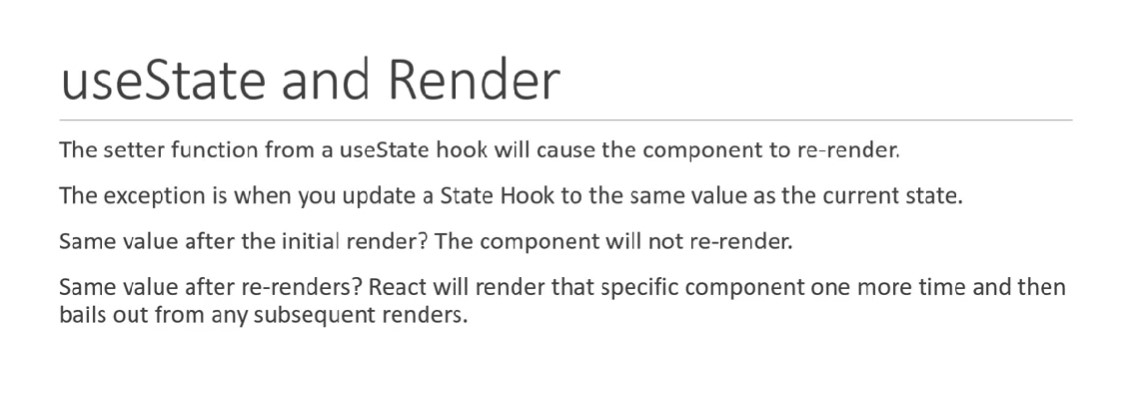 useState and Render
The setter function from a useState hook will cause the component to re-render.
The exception is when you update a State Hook to the same value as the current state.
Same value after the initial render? The component will not re-render.
Same value after re-renders? React will render that specific component one more time and then
bails out from any subsequent renders.